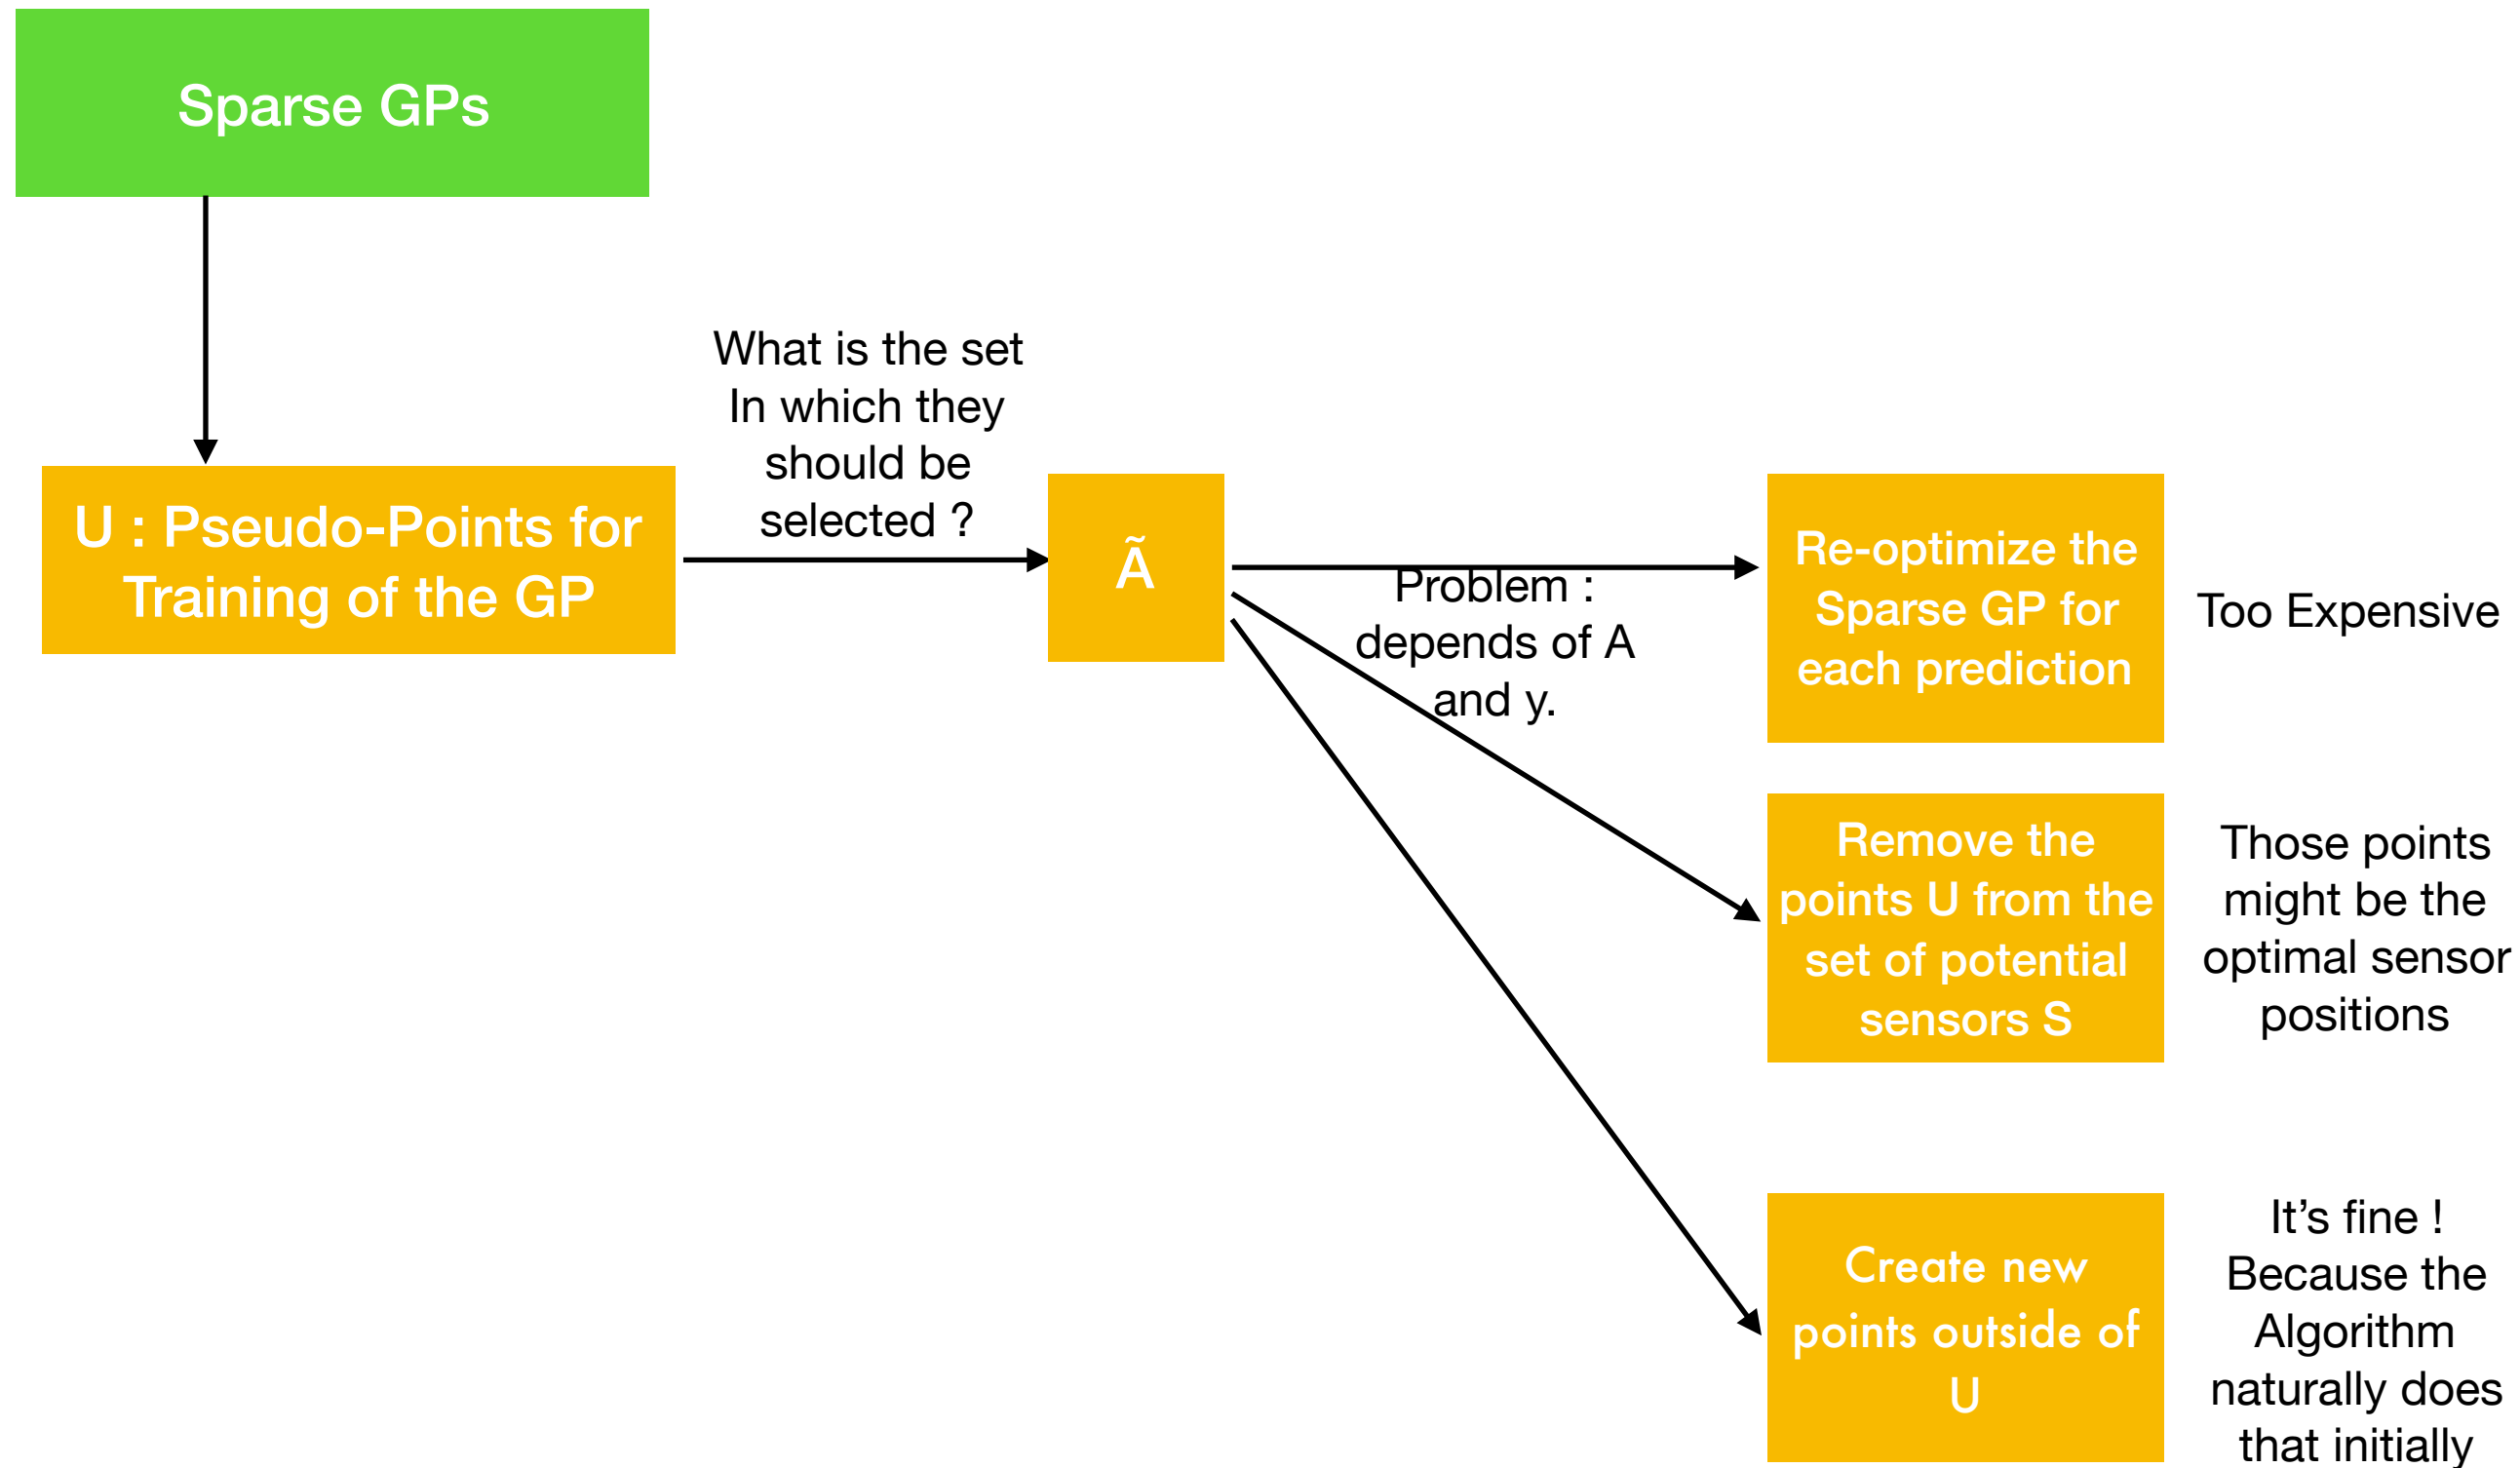 Sparse GPs
What is the set
In which they
should be
selected ?
U : Pseudo-Points for
Training of the GP
Ã
Problem :
depends of A
and y.
Re-optimize the
Sparse GP for
each prediction
Too Expensive
Remove the
points U from the
set of potential
sensors S
Those points
might be the
optimal sensor
positions
Create new
points outside of
U
It’s fine !
Because the
Algorithm
naturally does
that initially